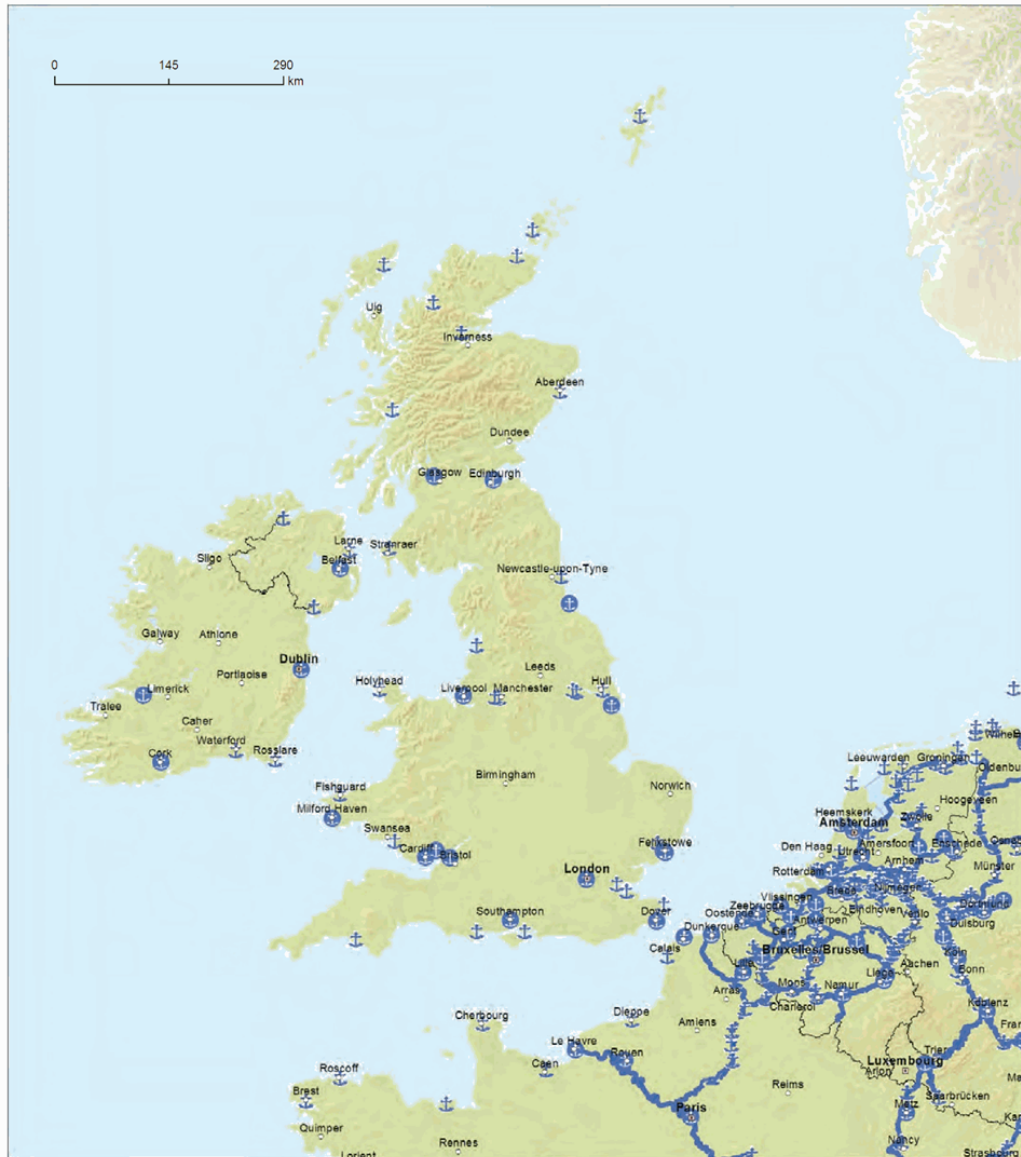 0 145 290
km
Uig
Inverness
Aberdeen
Dundee
Glasgow
Edinburgh
Larne
Stranraer
Sligo
Belfast
Newcastle-upon-Tyne
Galway
Athlone
Dublin
Leeds
Portlaoise
Holyhead
Liverpool
Manchester
Hull
Limerick
Tralee
Caher
Waterford
Rosslare
Cork
Birmingham
Norwich
Fishguard
Milford Haven
Swansea
Cardiff
Bristol
Felixstowe
London
Southampton
Dover
Calais
Leeuwarden
Groningen
Oldenbu
Hoogeveen
Heemskerk
Zwolle
Amsterdam
Den Haag
Utrecht
Amersfoort
Enschede
Arnhem
Münster
Rotterdam
Breda
Nijmegen
Vlissingen
Zeebrugge
Eindhoven
Dortmund
Oostende
Antwerpen
Venlo
Duisburg
Dunkerque
Gent
Bruxelles/Brussel
Köln
Lille
Aachen
Bonn
Mons
Liège
Arras
Namur
Charleroi
Koblenz
Cherbourg
Dieppe
Amiens
Le Havre
Rouen
Caen
Trier
Luxembourg
Arlon
Roscoff
Reims
Brest
Saarbrücken
Metz
Paris
Quimper
Rennes
Nancy
Lorient
Strasbourg